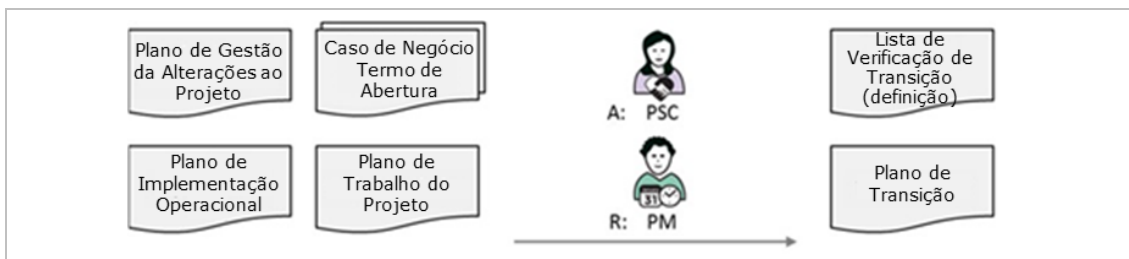 Plano de Gestão
da Alterações ao
Projeto
Caso de Negócio
Termo de
Abertura
A: PSC
Lista de
Verificação de
Transição
(definição)
Plano de
Implementação
Operacional
Plano de
Trabalho do
Projeto
31
R: PM
Plano de
Transição